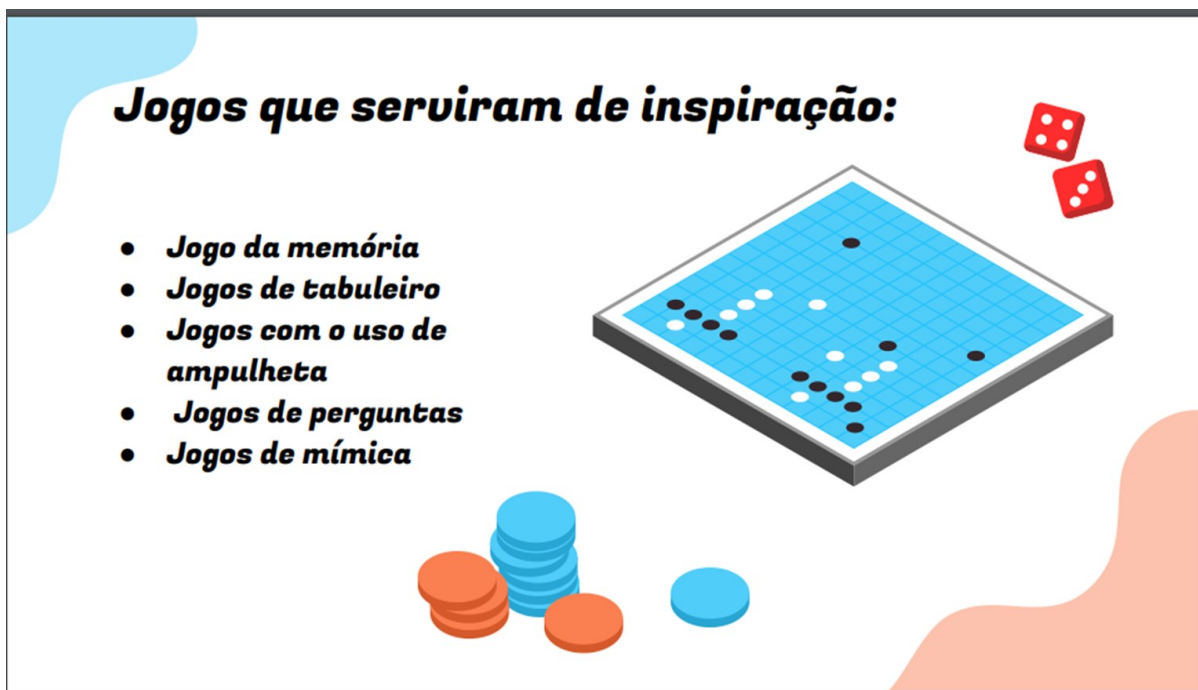 Jogos que serviram de inspiração:
● Jogo da memória
● Jogos de tabuleiro
● Jogos com o uso de
ampulheta
● Jogos de perguntas
● Jogos de mímica